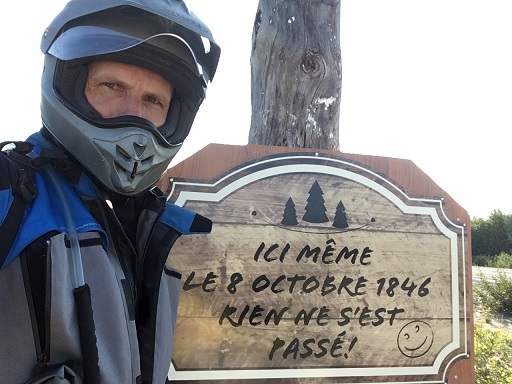 ICI MÊME
LE 8 OCTOBRE 1846
RIEN NE S'EST
PASSÉ!